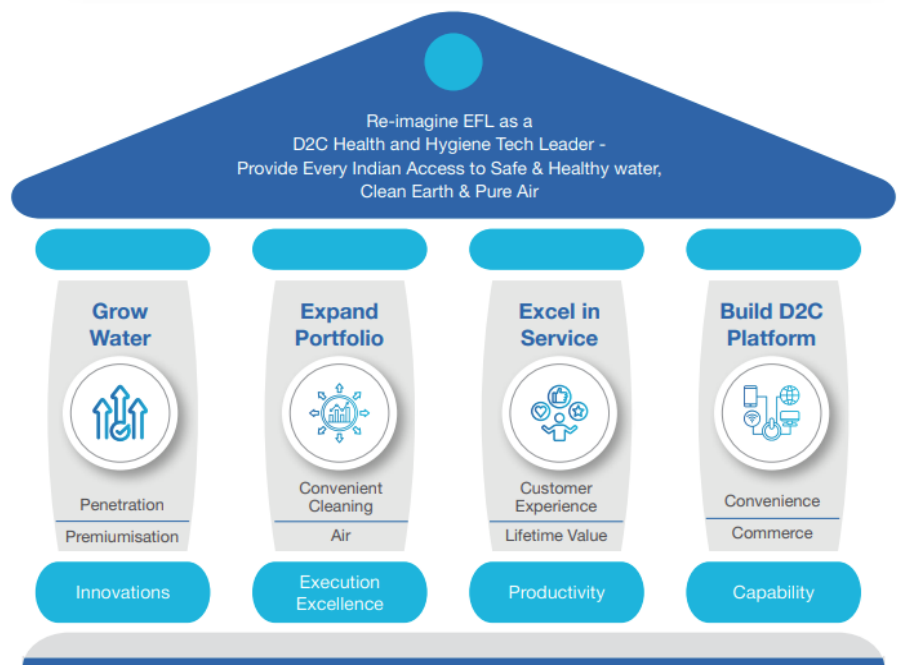 Re-imagine EFL as a
D2C Health and Hygiene Tech Leader -
Provide Every Indian Access to Safe & Healthy water,
Clean Earth & Pure Air
Grow
Water
Penetration
Premiumisation
Innovations
Expand
Portfolio
Convenient
Cleaning
Air
Execution
Excellence
Excel in
Service
Customer
Experience
Lifetime Value
Productivity
Build D2C
Platform
Convenience
Commerce
Capability